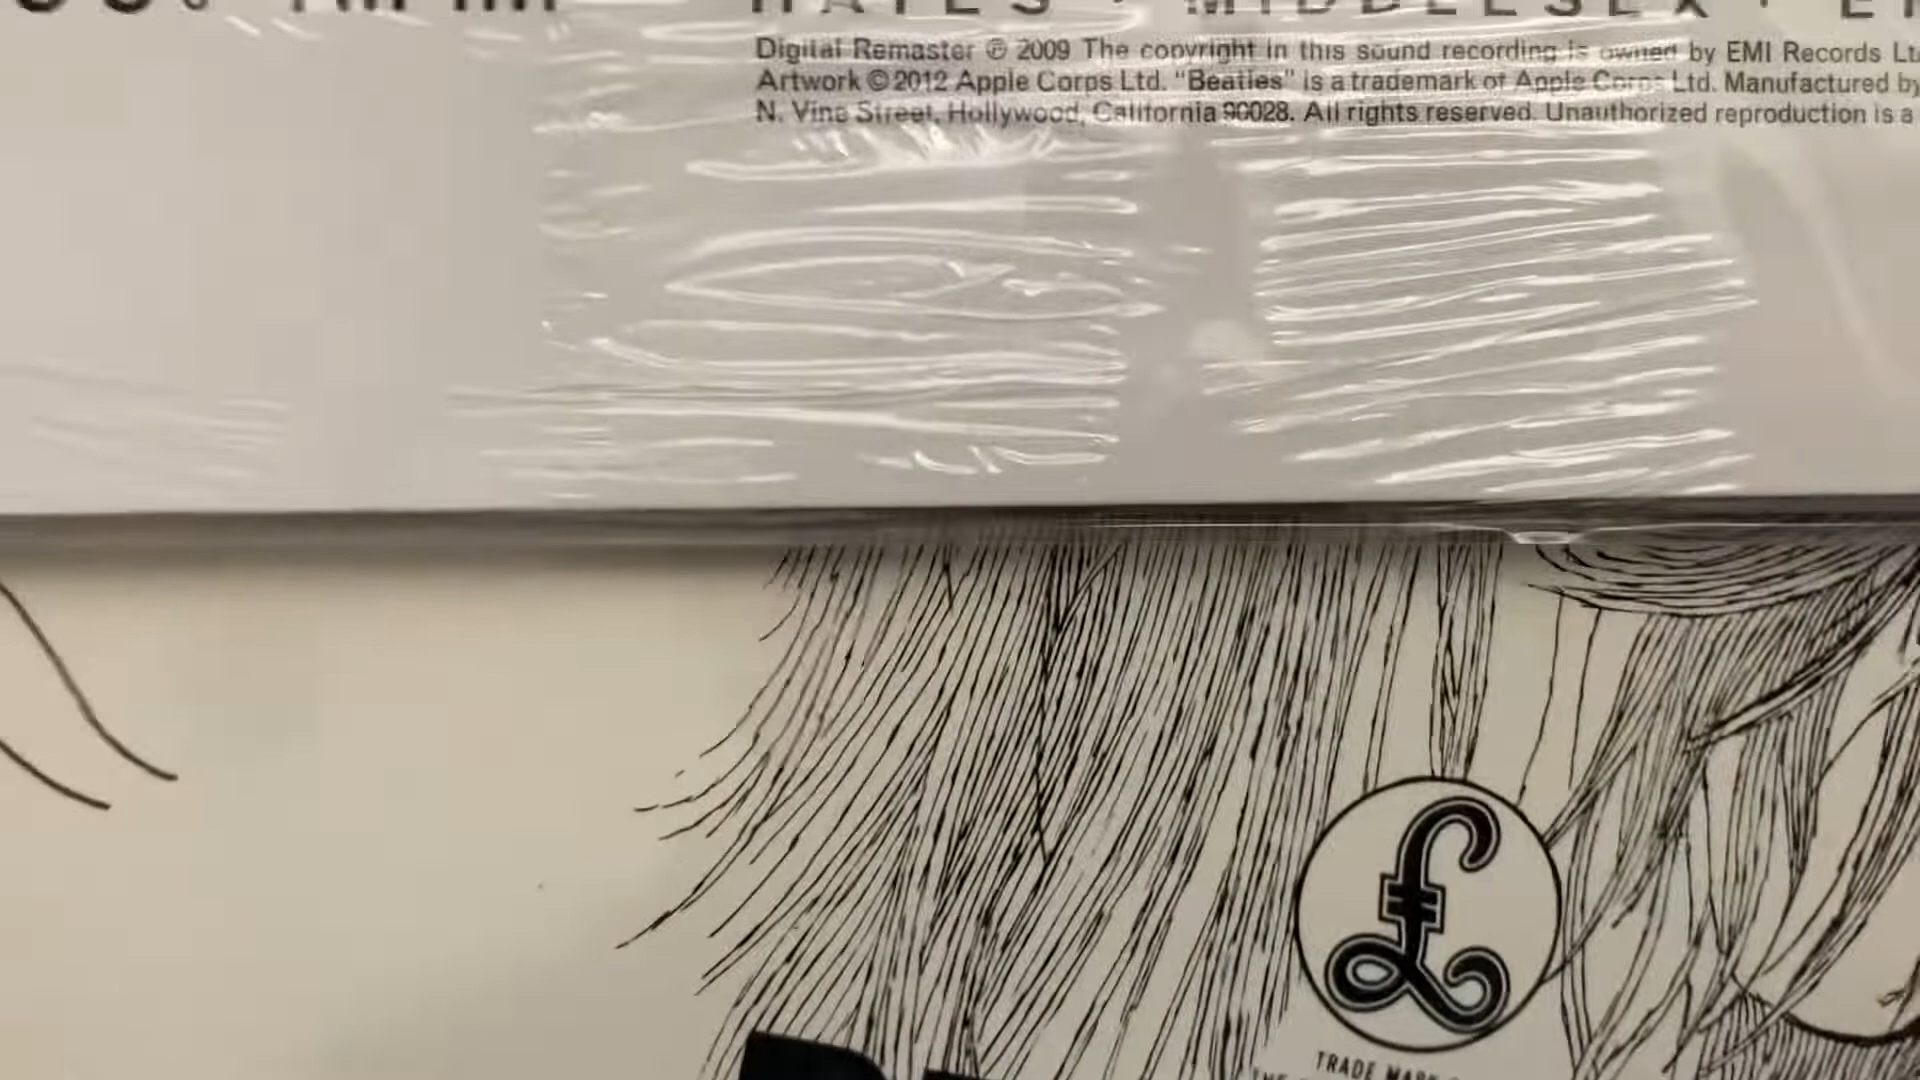 HAYES · MIDDLESEX ·
Digital Remaster ℗ 2009 The copyright in this sound recording is owned by EMI Records Lt
Artwork © 2012 Apple Corps Ltd. "Beatles" is a trademark of Apple Corps Ltd. Manufactured by
N. Vine Street, Hollywood, California 90028. All rights reserved. Unauthorized reproduction is a
£
TRADE MARK